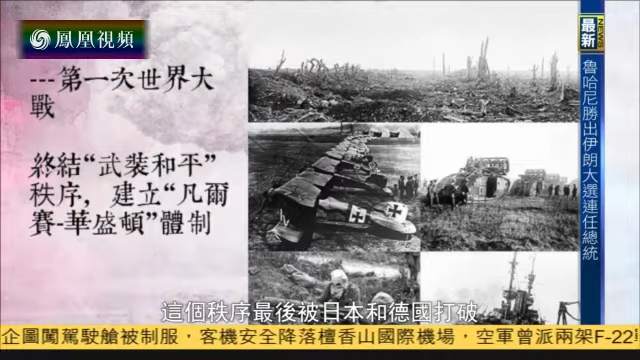 鳳凰視頻
---第一次世界大
戰
終結“武裝和平”
秩序，建立“凡爾
賽-華盛頓”體制
最新
NEWS
魯哈尼勝出伊朗大選連任總統
這個秩序最後被日本和德國打破
企圖闖駕駛艙被制服，客機安全降落檀香山國際機場，空軍曾派兩架F-22